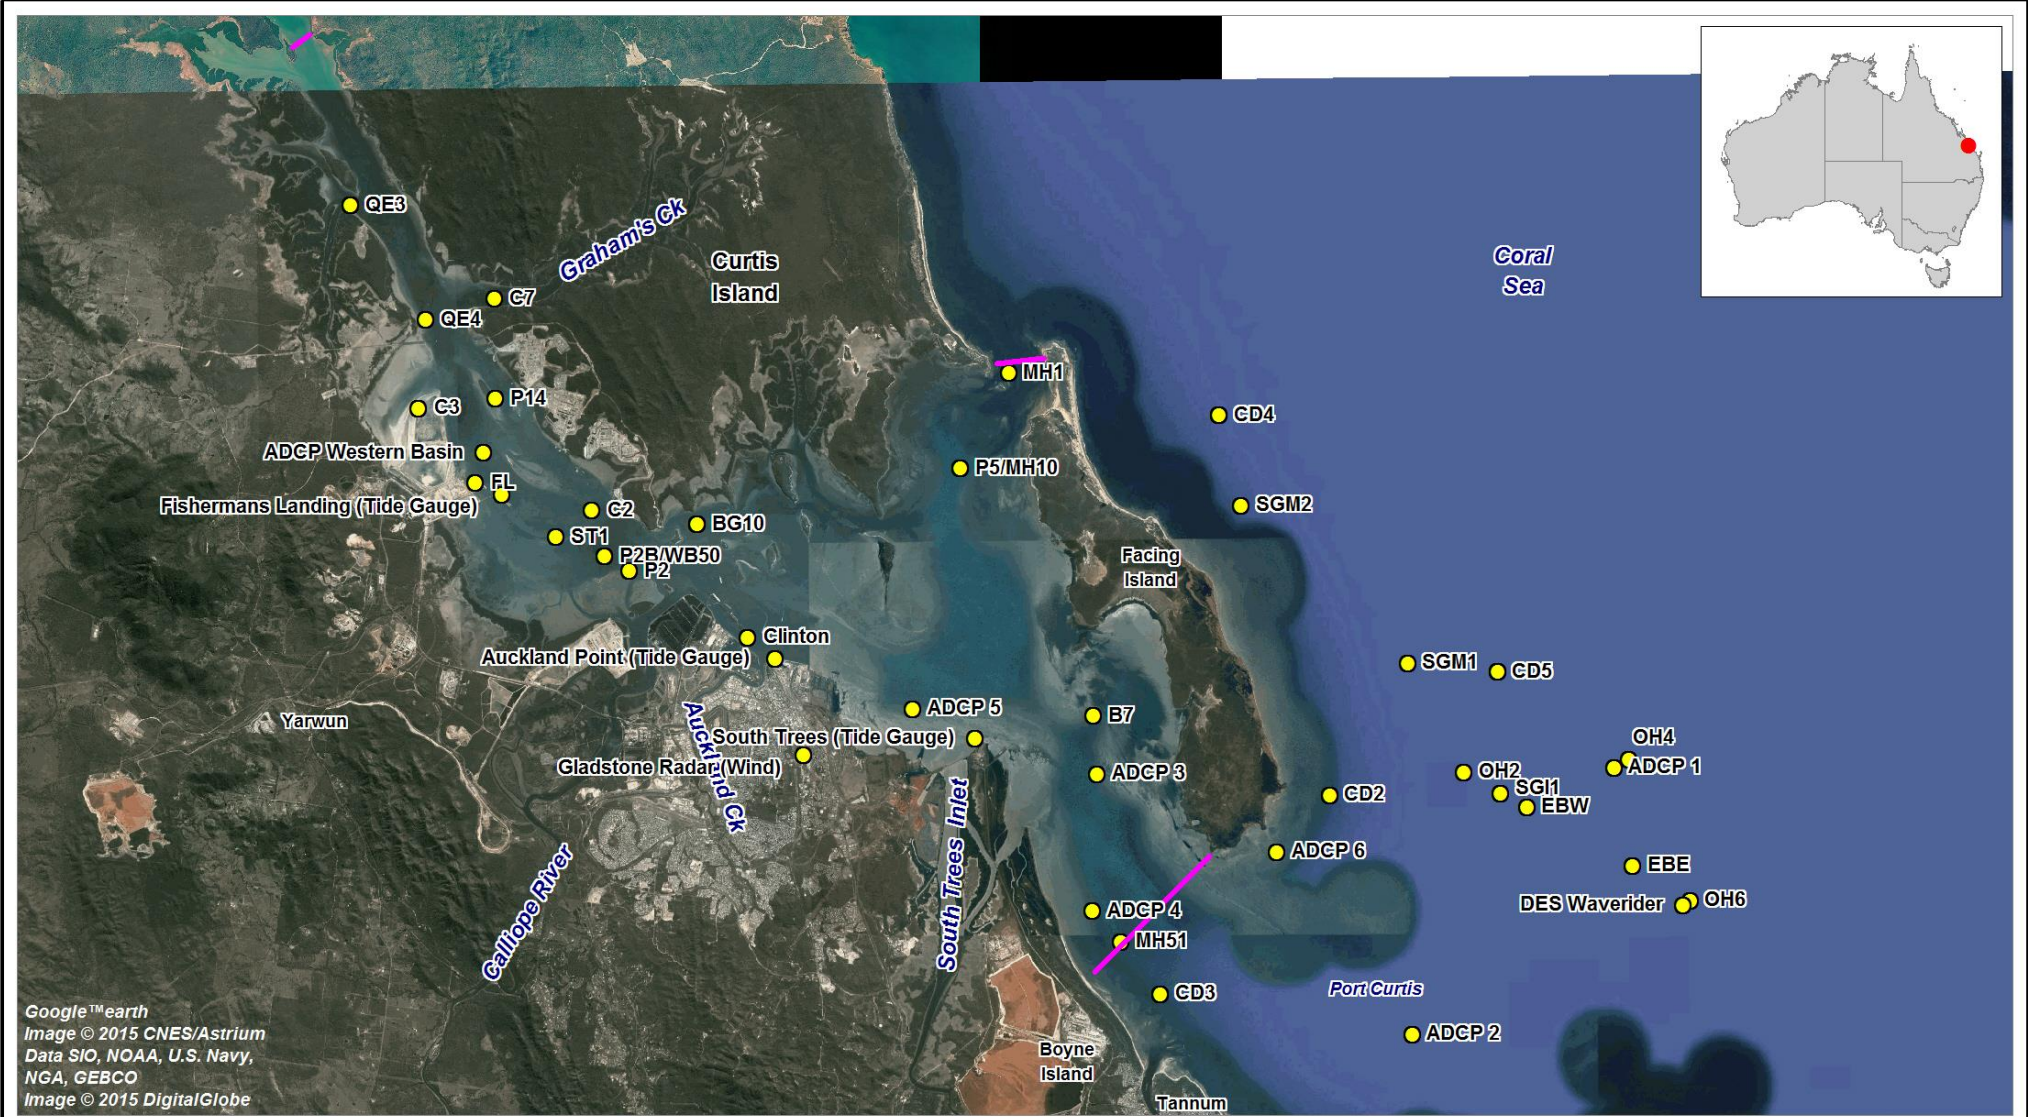 QE3
Graham's Ck
Curtis
Island
Coral
Sea
C7
QE4
MH1
P14
C3
CD4
ADCP Western Basin
P5/MH10
FL
Fishermans Landing (Tide Gauge)
SGM2
C2
BG10
ST1
P2B/WB50
P2
Facing
Island
Clinton
Auckland Point (Tide Gauge)
SGM1
CD5
ADCP 5
B7
Yarwun
Auckland Ck
South Trees (Tide Gauge)
OH4
Gladstone Radar (Wind)
ADCP 3
OH2
ADCP 1
SGI1
CD2
EBW
South Trees Inlet
ADCP 6
EBE
Calliope River
DES Waverider
OH6
ADCP 4
MH51
Port Curtis
CD3
ADCP 2
Google™earth
Image © 2015 CNES/Astrium
Data SIO, NOAA, U.S. Navy,
NGA, GEBCO
Image © 2015 DigitalGlobe
Boyne
Island
Tannum